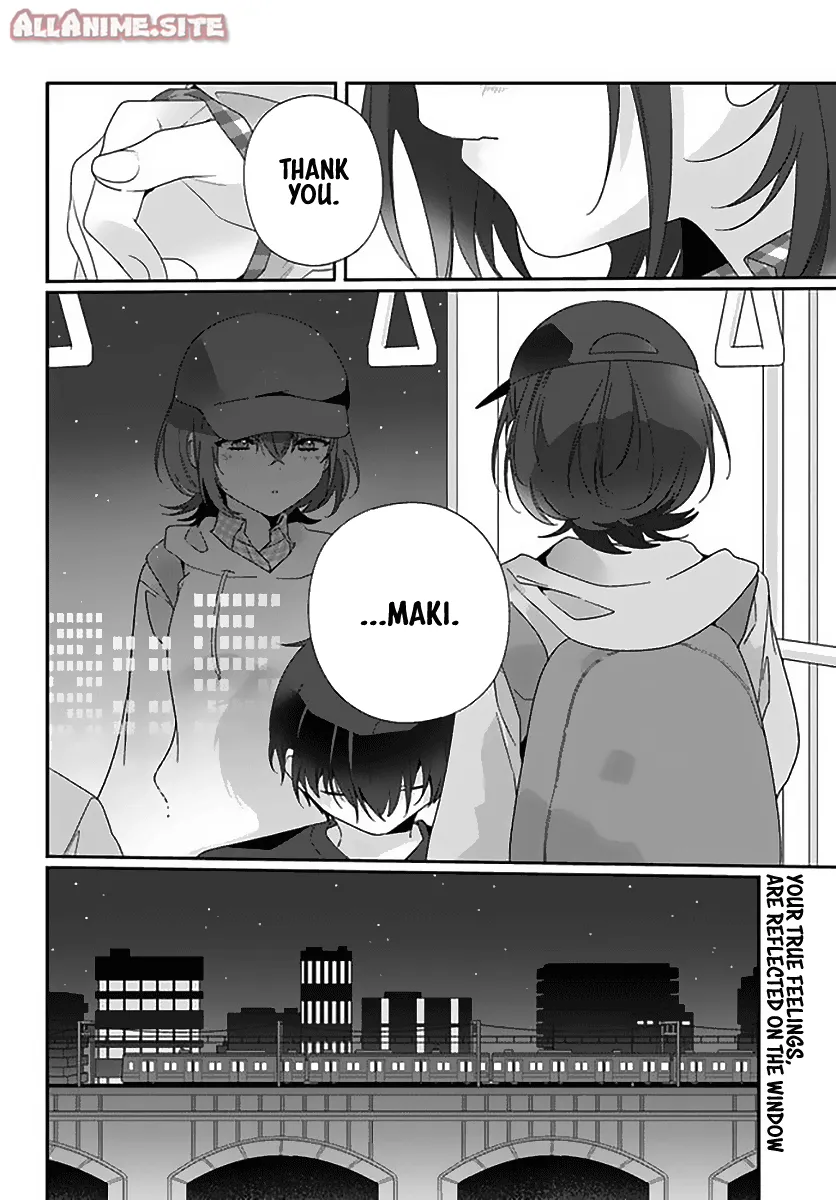 AllAnime.site
THANK
YOU.
...MAKI.
YOUR TRUE FEELINGS,
ARE REFLECTED ON THE WINDOW